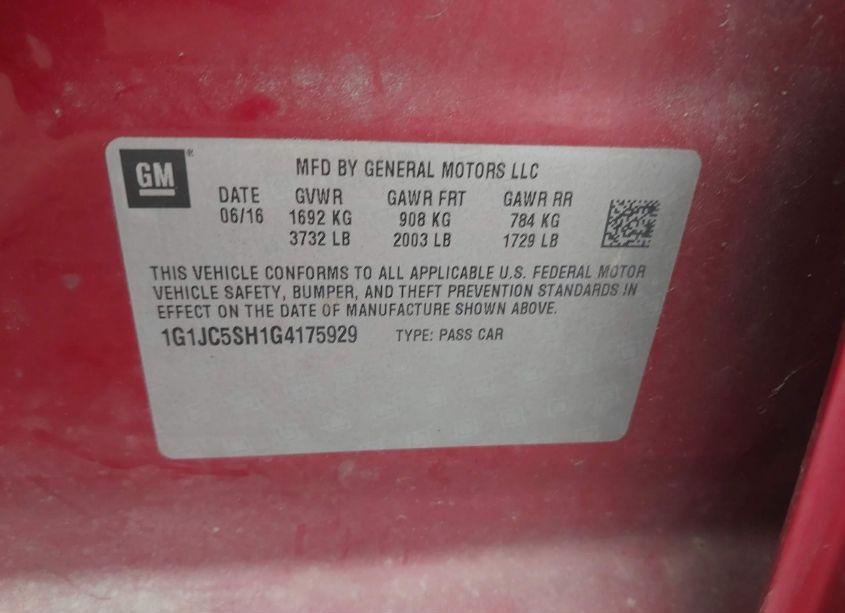 GM® MFD BY GENERAL MOTORS LLC
DATE GVWR GAWR FRT GAWR RR
06/16 1692 KG 908 KG 784 KG
3732 LB 2003 LB 1729 LB
THIS VEHICLE CONFORMS TO ALL APPLICABLE U.S. FEDERAL MOTOR
VEHICLE SAFETY, BUMPER, AND THEFT PREVENTION STANDARDS IN
EFFECT ON THE DATE OF MANUFACTURE SHOWN ABOVE.
1G1JC5SH1G4175929 TYPE: PASS CAR